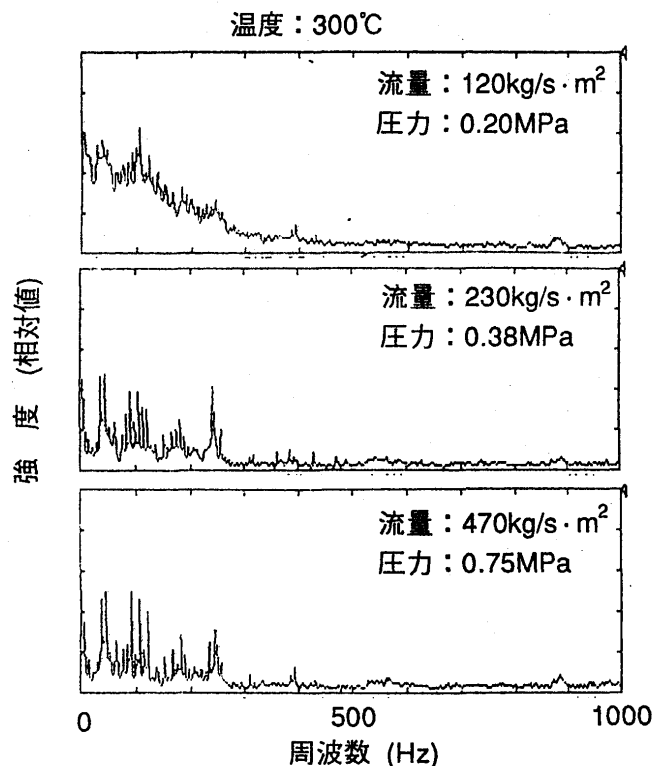 温度：300℃
流量：120kg/s・m²
圧力：0.20MPa
流量：230kg/s・m²
圧力：0.38MPa
流量：470kg/s・m²
圧力：0.75MPa
強 度 (相対値)
0 500 1000
周波数 (Hz)